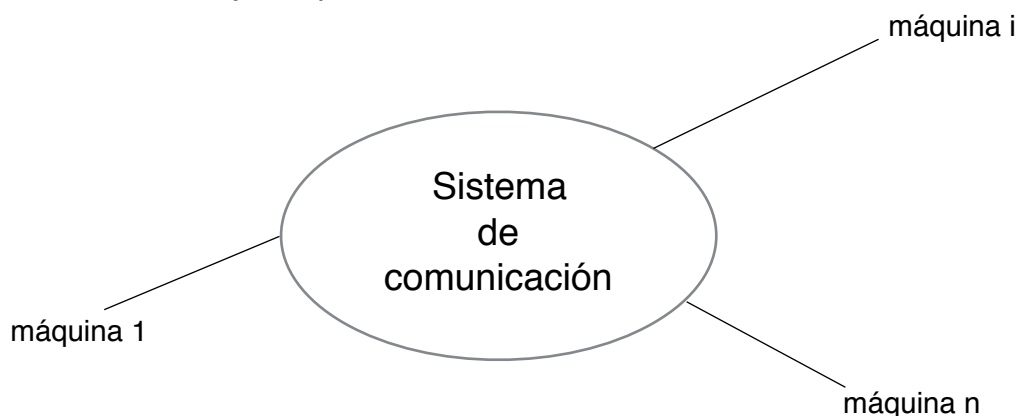 máquina i
Sistema
de
comunicación
máquina 1
máquina n